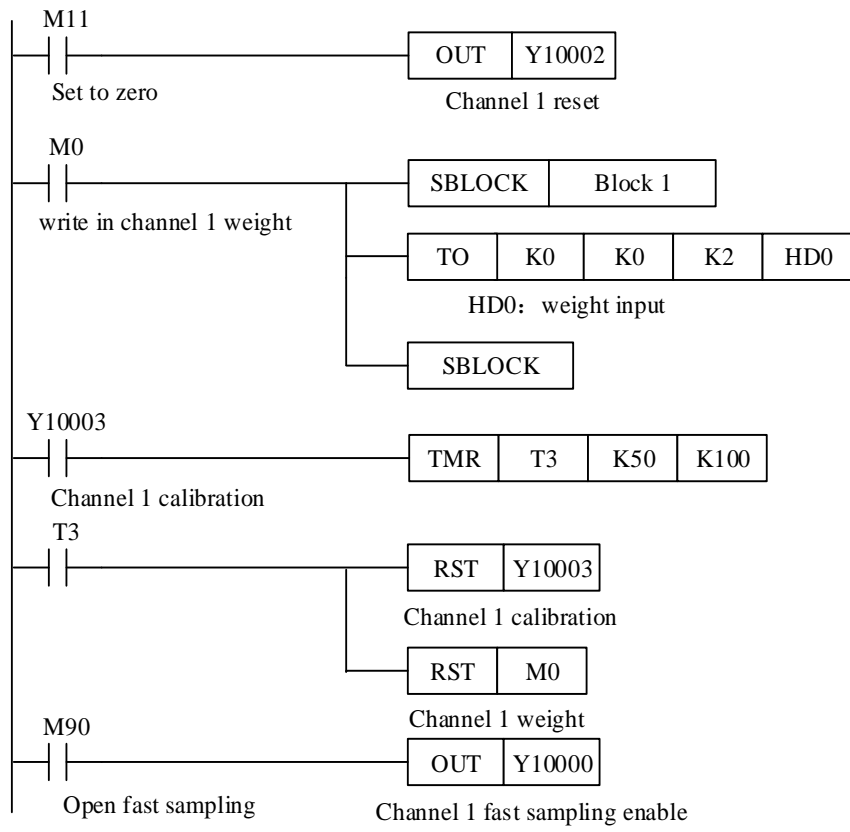 M11
OUT Y10002
Set to zero
Channel 1 reset
M0
SBLOCK Block 1
write in channel 1 weight
TO K0 K0 K2 HD0
HD0：weight input
SBLOCK
Y10003
TMR T3 K50 K100
Channel 1 calibration
T3
RST Y10003
Channel 1 calibration
RST M0
Channel 1 weight
M90
OUT Y10000
Open fast sampling
Channel 1 fast sampling enable